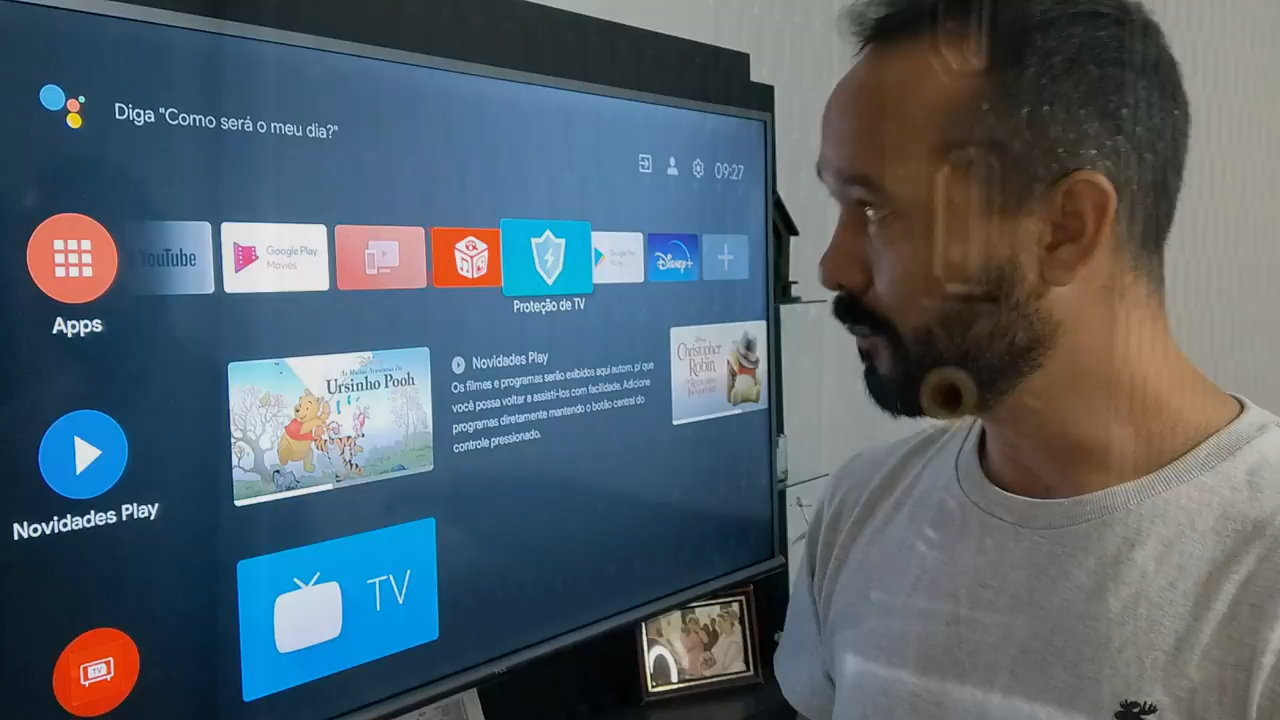 Diga "Como será o meu dia?"
09:27
YouTube
Google Play
Movies
Disney+
Proteção de TV
Apps
As Muitas Aventuras Do
Ursinho Pooh
Novidades Play
Os filmes e programas serão exibidos aqui autom. p/ que
você possa voltar a assisti-los com facilidade. Adicione
programas diretamente mantendo o botão central do
controle pressionado.
Disney
Christopher
Robin
Novidades Play
TV
TV
TCL